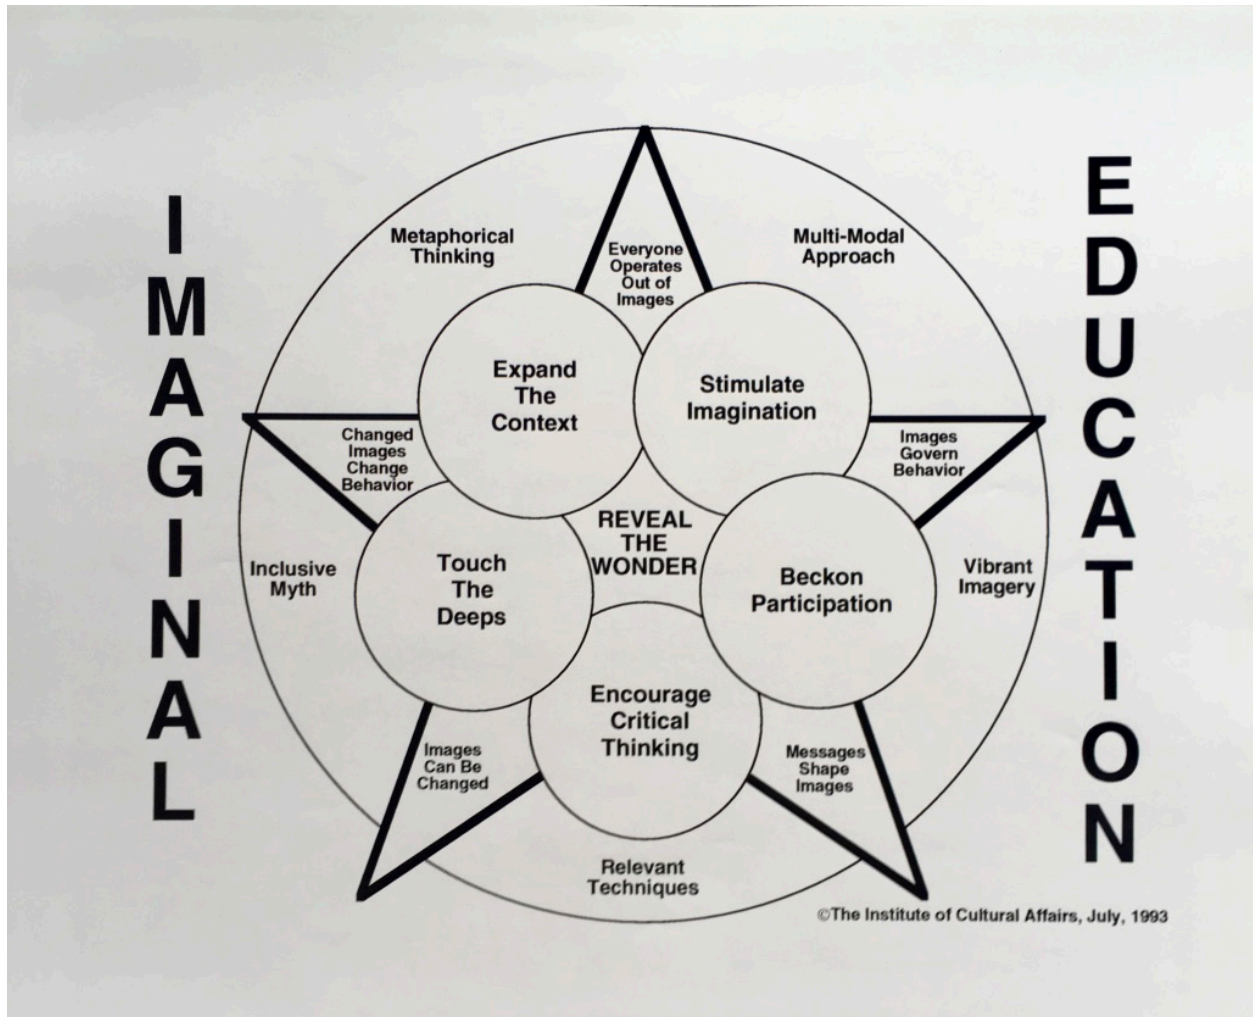 IMAGINAL
EDUCATION
Metaphorical
Thinking
Everyone
Operates
Out of
Images
Multi-Modal
Approach
Expand
The
Context
Stimulate
Imagination
Changed
Images
Change
Behavior
Images
Govern
Behavior
REVEAL
THE
WONDER
Inclusive
Myth
Touch
The
Deeps
Beckon
Participation
Vibrant
Imagery
Encourage
Critical
Thinking
Images
Can Be
Changed
Messages
Shape
Images
Relevant
Techniques
©The Institute of Cultural Affairs, July, 1993